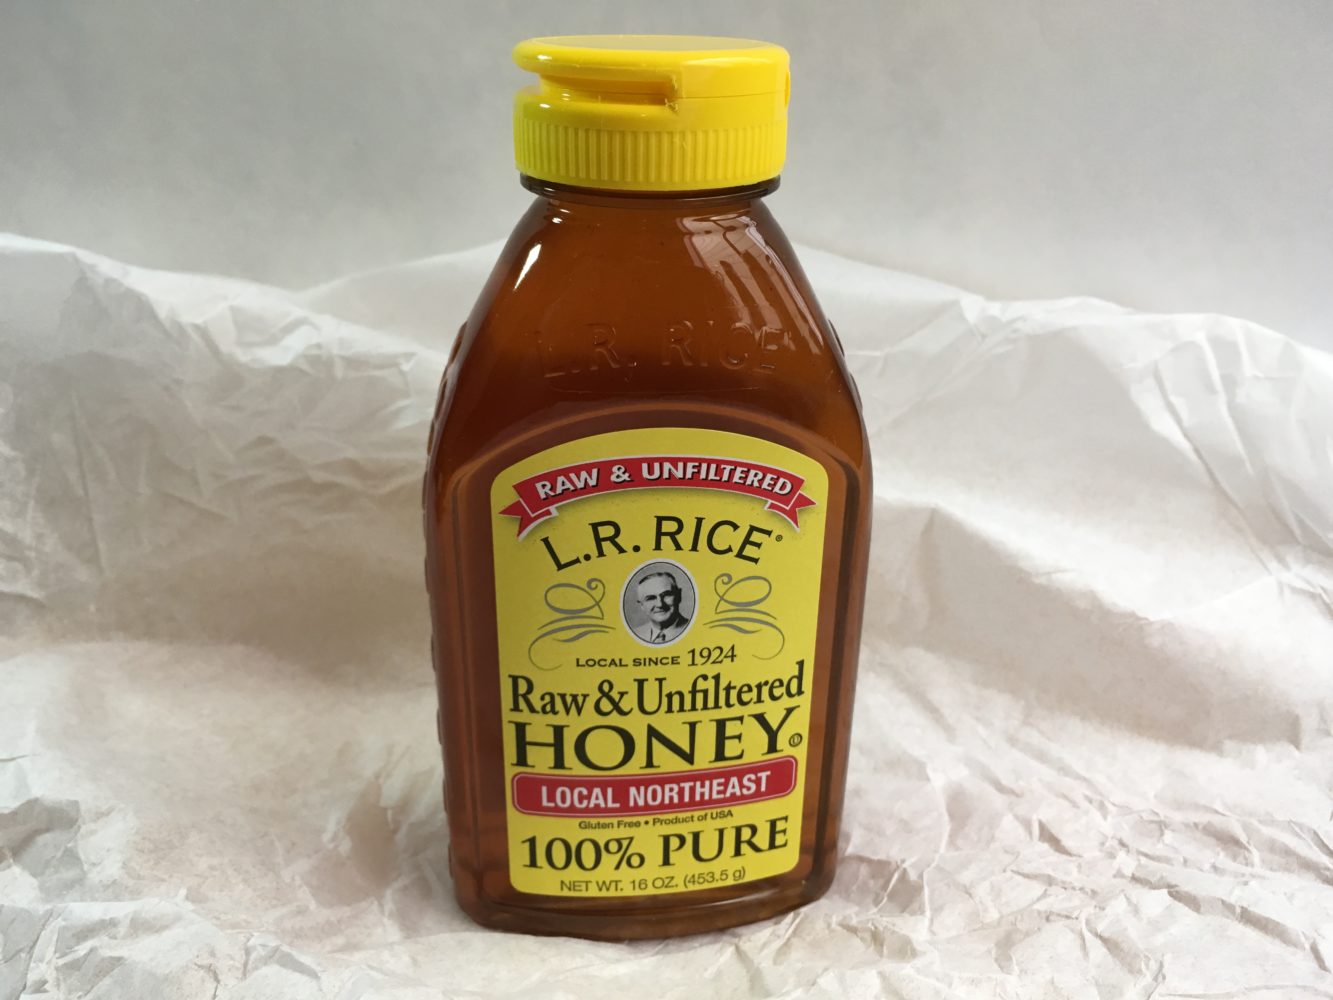 L.R. RICE
RAW & UNFILTERED
L.R. RICE®
LOCAL SINCE 1924
Raw & Unfiltered
HONEY
LOCAL NORTHEAST
Gluten Free • Product of USA
100% PURE
NET WT. 16 OZ. (453.5 g)